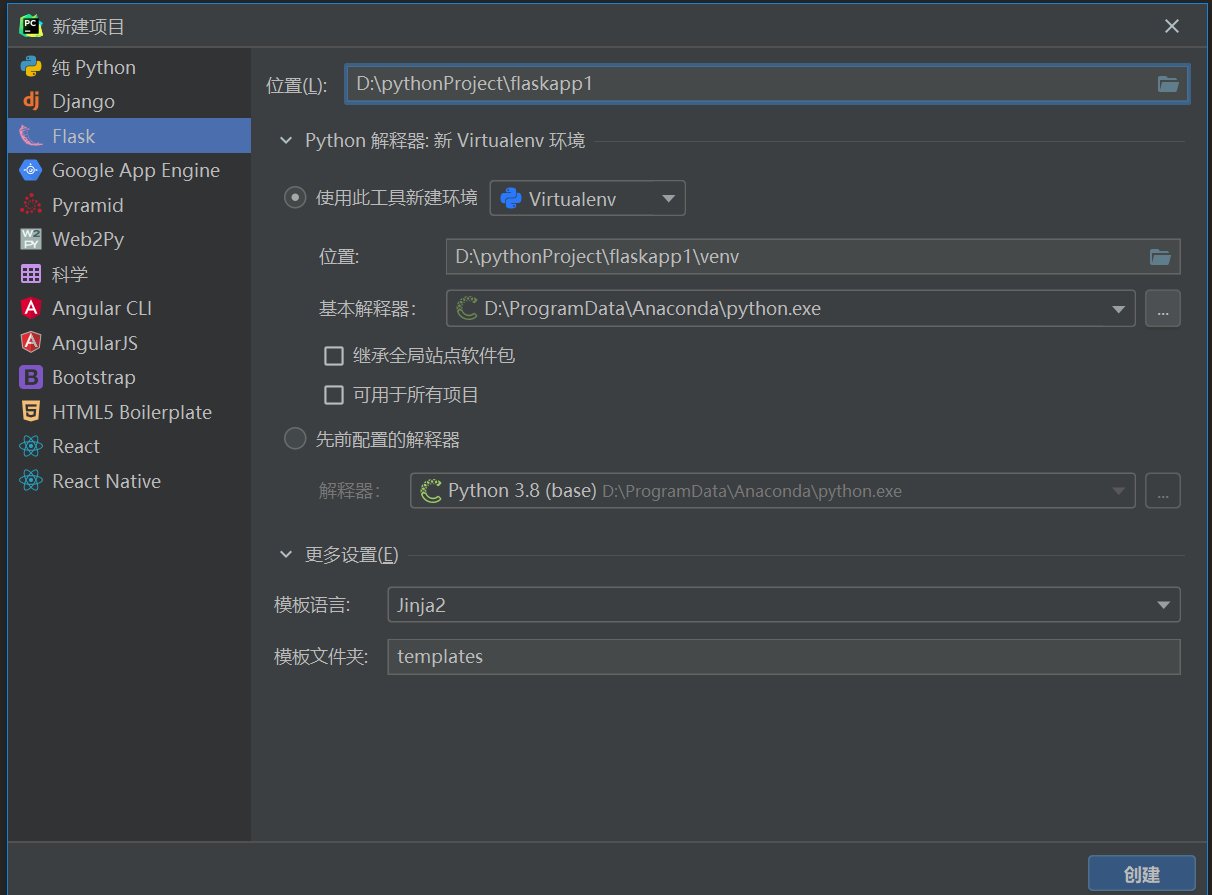 新建项目
纯 Python
Django
Flask
Google App Engine
Pyramid
Web2Py
科学
Angular CLI
AngularJS
Bootstrap
HTML5 Boilerplate
React
React Native
位置(L): D:\pythonProject\flaskapp1
Python 解释器: 新 Virtualenv 环境
使用此工具新建环境 Virtualenv
位置: D:\pythonProject\flaskapp1\venv
基本解释器: D:\ProgramData\Anaconda\python.exe ...
继承全局站点软件包
可用于所有项目
先前配置的解释器
解释器: Python 3.8 (base) D:\ProgramData\Anaconda\python.exe ...
更多设置(E)
模板语言: Jinja2
模板文件夹: templates
创建